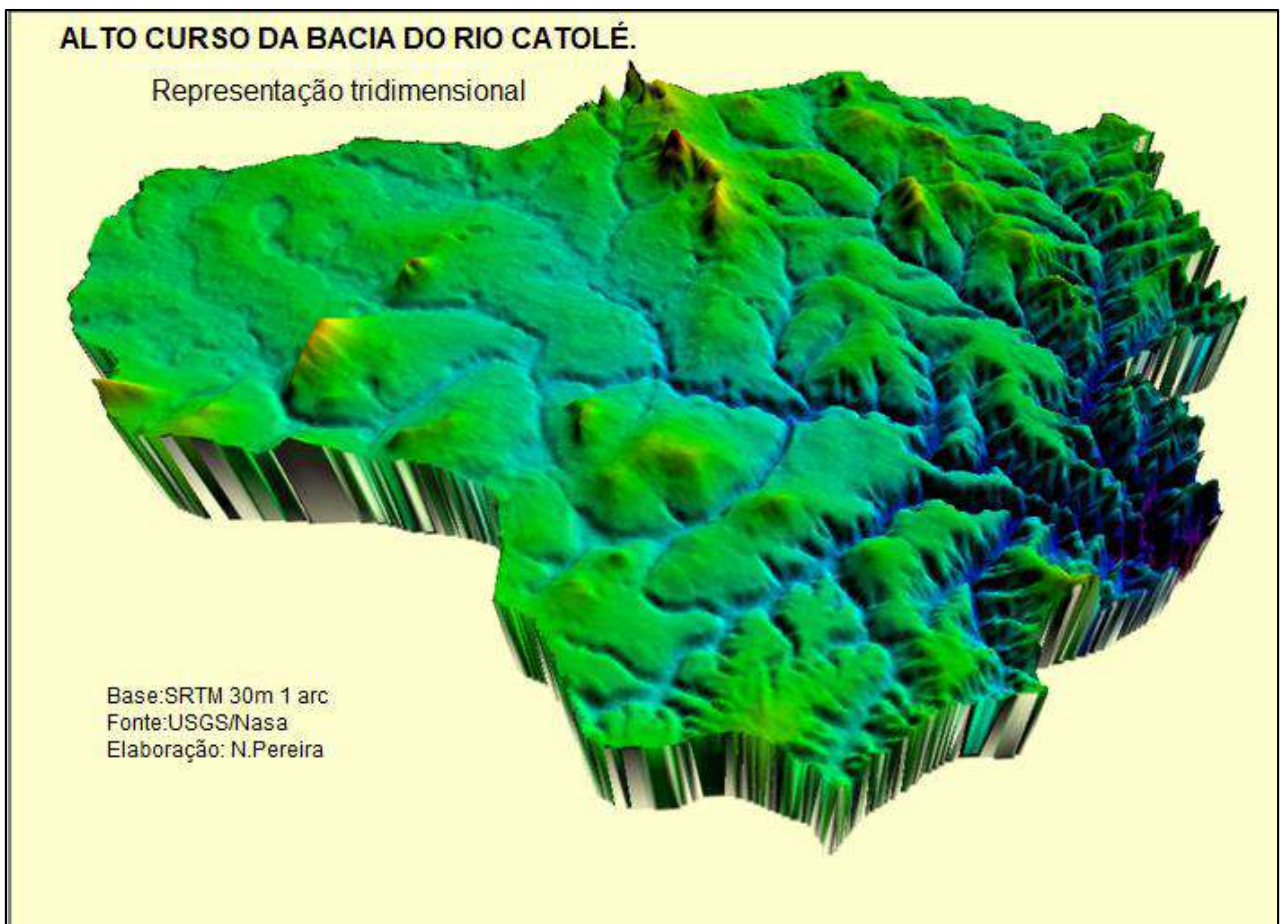 ALTO CURSO DA BACIA DO RIO CATOLÉ.
Representação tridimensional
Base:SRTM 30m 1 arc
Fonte:USGS/Nasa
Elaboração: N.Pereira